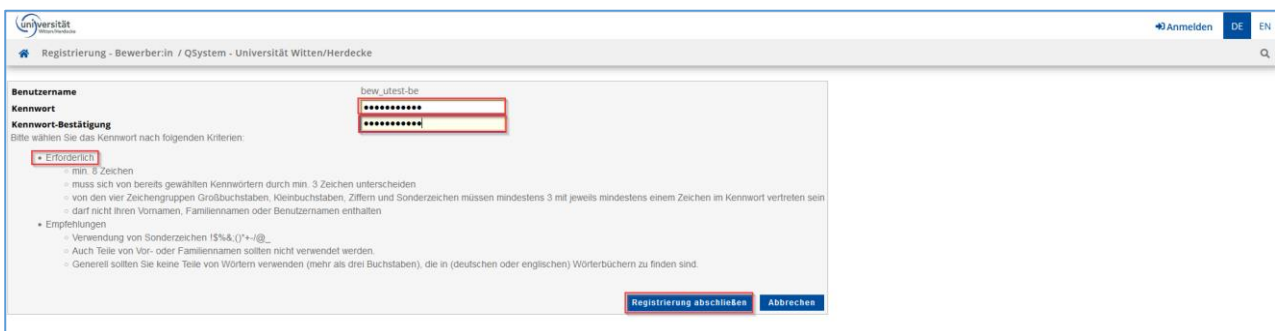 universität
Witten/Herdecke
Anmelden DE EN
Registrierung - Bewerber:in / QSystem - Universität Witten/Herdecke
Benutzername bew_utest-be
Kennwort •••••••••••
Kennwort-Bestätigung •••••••••••
Bitte wählen Sie das Kennwort nach folgenden Kriterien:
• Erforderlich
◦ min. 8 Zeichen
◦ muss sich von bereits gewählten Kennwörtern durch min. 3 Zeichen unterscheiden
◦ von den vier Zeichengruppen Großbuchstaben, Kleinbuchstaben, Ziffern und Sonderzeichen müssen mindestens 3 mit jeweils mindestens einem Zeichen im Kennwort vertreten sein
◦ darf nicht Ihren Vornamen, Familiennamen oder Benutzernamen enthalten
• Empfehlungen
◦ Verwendung von Sonderzeichen !$%&;()*+-/@_
◦ Auch Teile von Vor- oder Familiennamen sollten nicht verwendet werden.
◦ Generell sollten Sie keine Teile von Wörtern verwenden (mehr als drei Buchstaben), die in (deutschen oder englischen) Wörterbüchern zu finden sind.
Registrierung abschließen Abbrechen